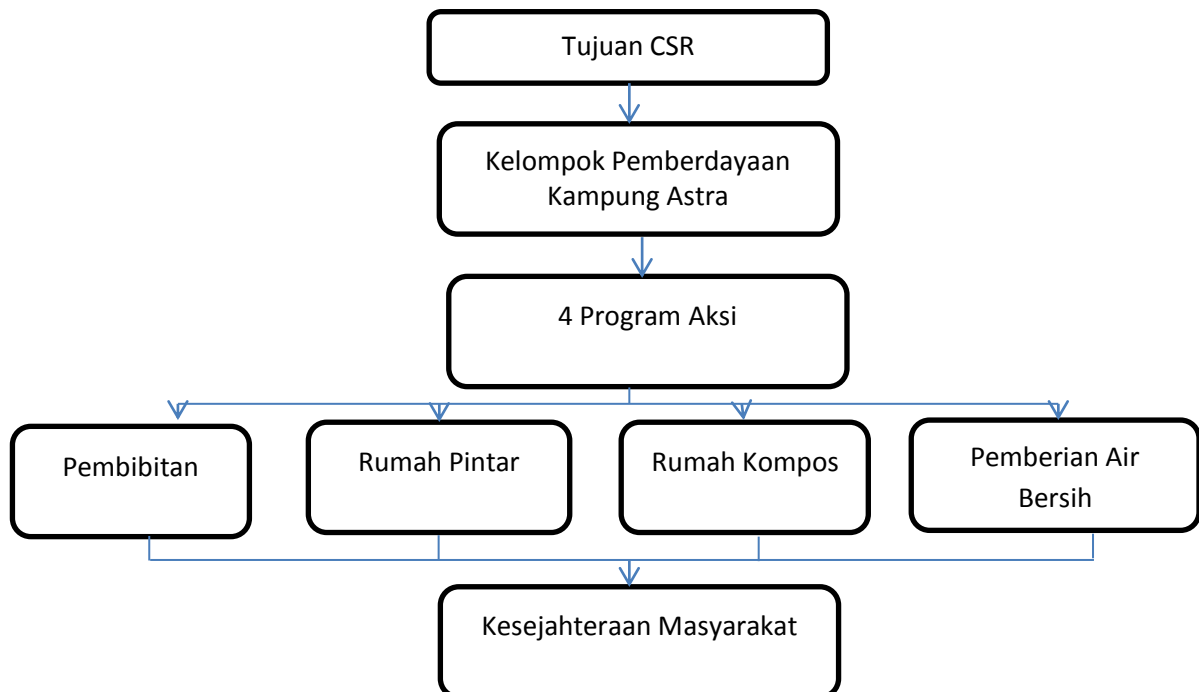 Tujuan CSR
Kelompok Pemberdayaan
Kampung Astra
4 Program Aksi
Pembibitan
Rumah Pintar
Rumah Kompos
Pemberian Air
Bersih
Kesejahteraan Masyarakat